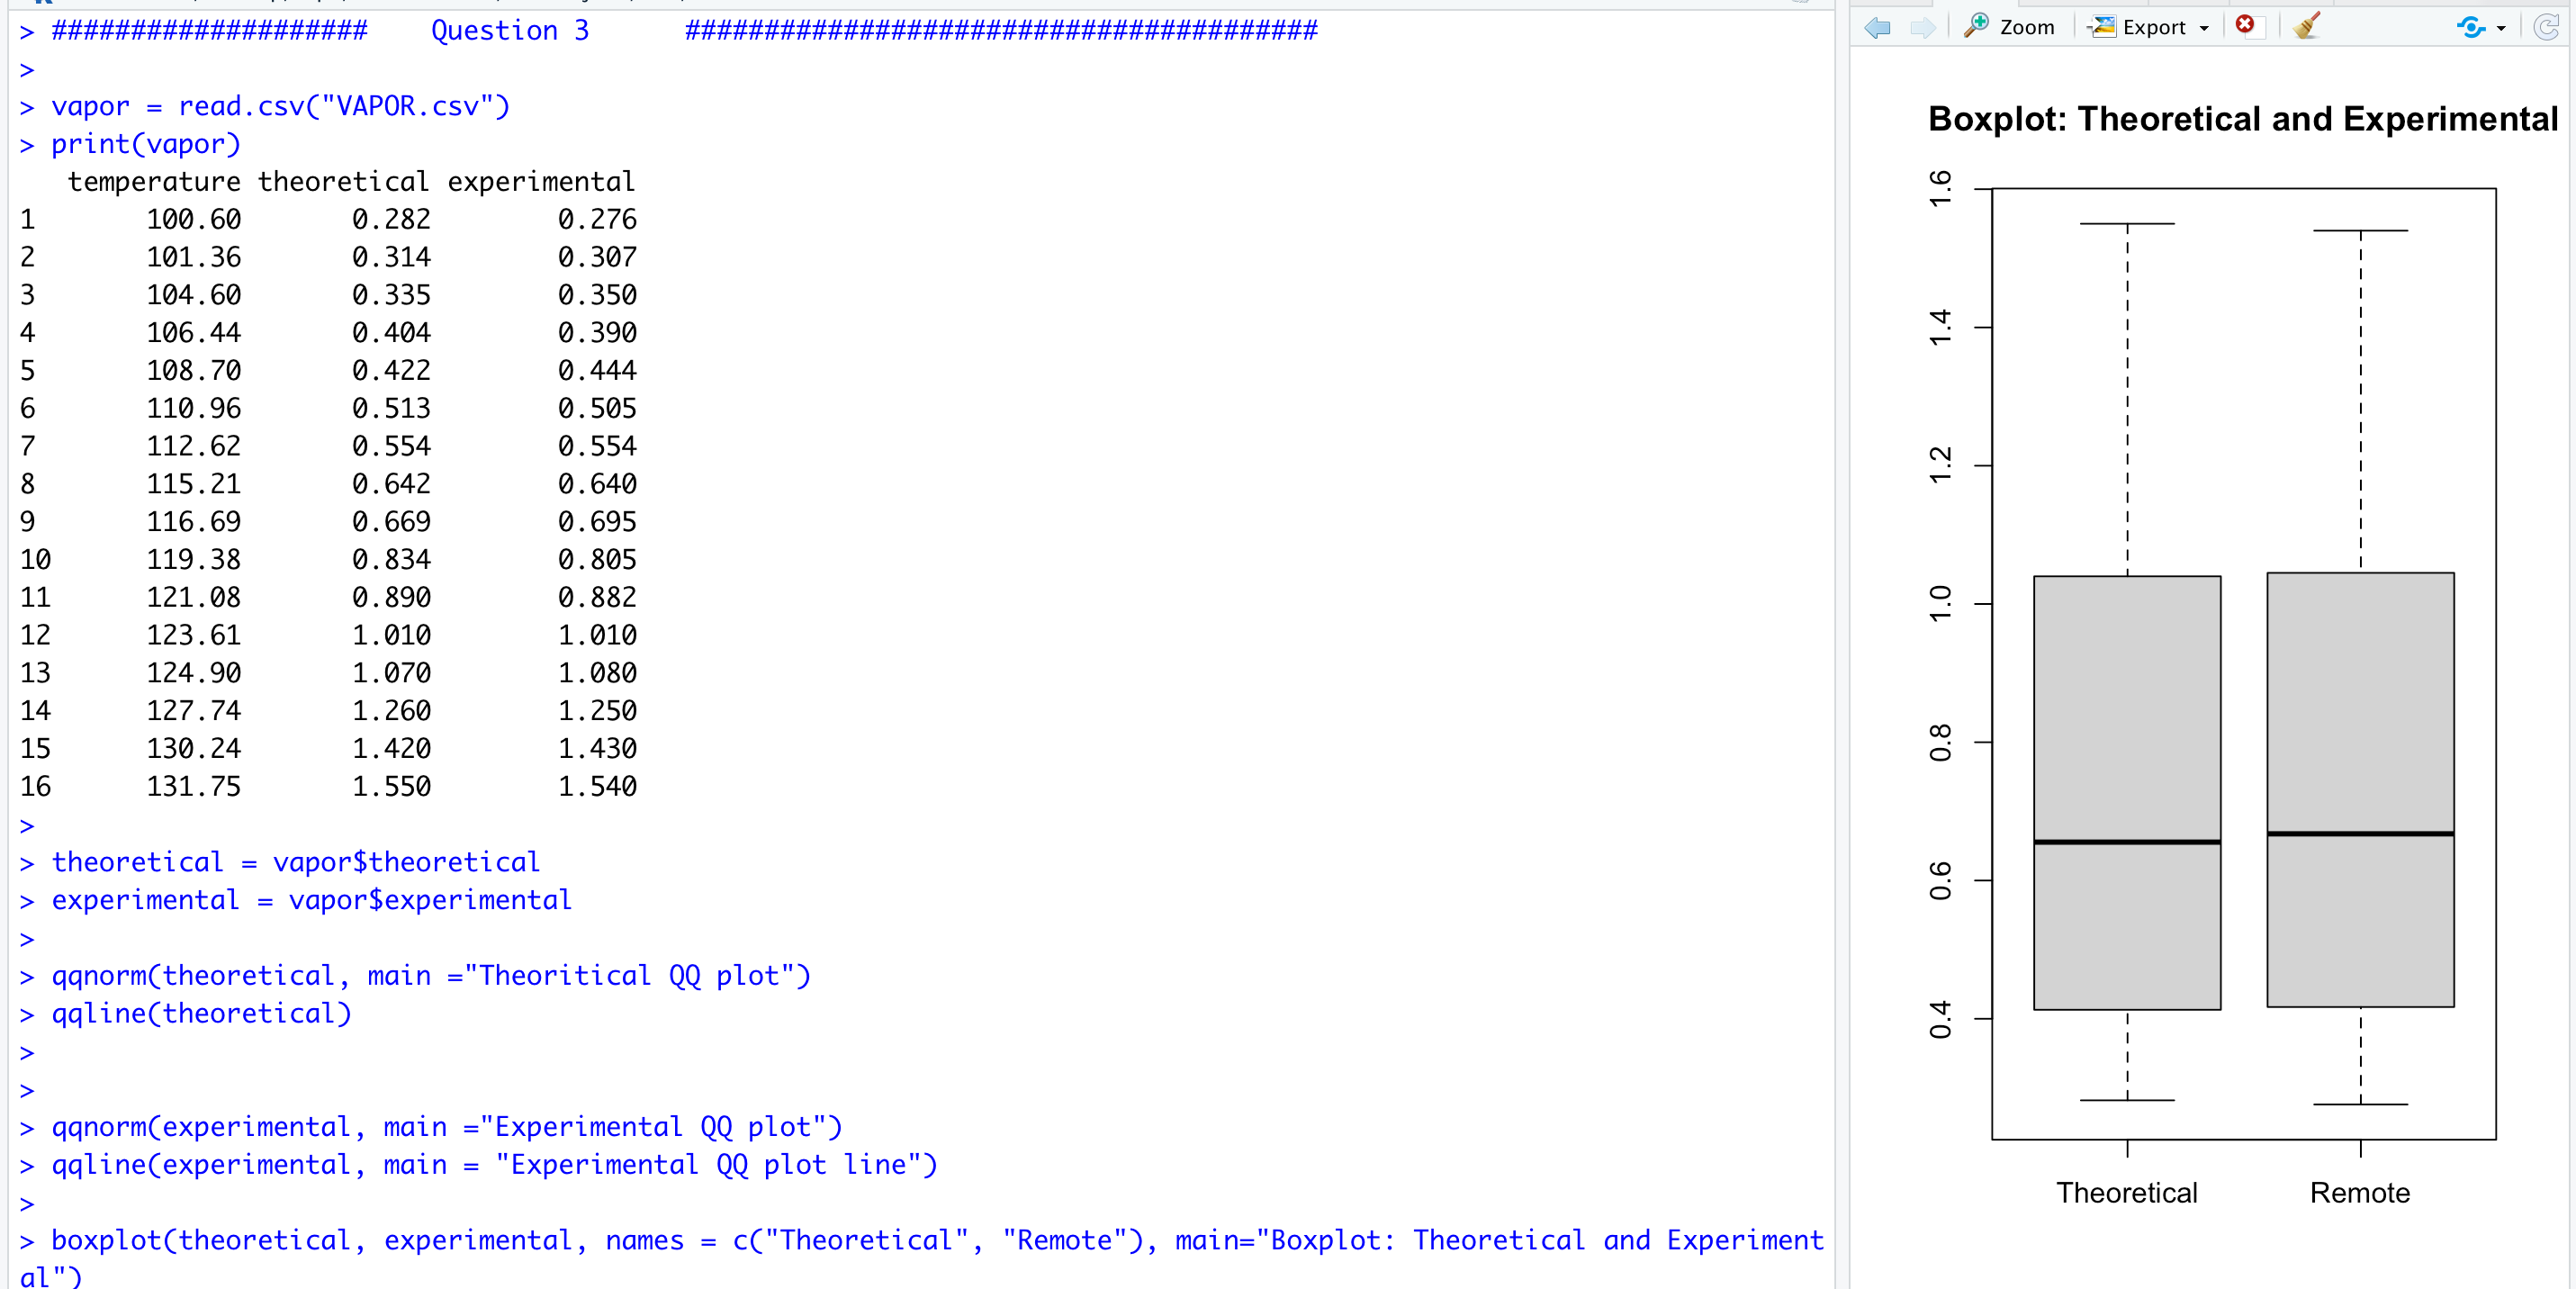 > ####################    Question 3      ########################################
>
> vapor = read.csv("VAPOR.csv")
> print(vapor)
   temperature theoretical experimental
1       100.60       0.282        0.276
2       101.36       0.314        0.307
3       104.60       0.335        0.350
4       106.44       0.404        0.390
5       108.70       0.422        0.444
6       110.96       0.513        0.505
7       112.62       0.554        0.554
8       115.21       0.642        0.640
9       116.69       0.669        0.695
10      119.38       0.834        0.805
11      121.08       0.890        0.882
12      123.61       1.010        1.010
13      124.90       1.070        1.080
14      127.74       1.260        1.250
15      130.24       1.420        1.430
16      131.75       1.550        1.540
>
> theoretical = vapor$theoretical
> experimental = vapor$experimental
>
> qqnorm(theoretical, main ="Theoritical QQ plot")
> qqline(theoretical)
>
>
> qqnorm(experimental, main ="Experimental QQ plot")
> qqline(experimental, main = "Experimental QQ plot line")
>
> boxplot(theoretical, experimental, names = c("Theoretical", "Remote"), main="Boxplot: Theoretical and Experiment
al")
Zoom Export
Boxplot: Theoretical and Experimental
1.6
1.4
1.2
1.0
0.8
0.6
0.4
Theoretical Remote